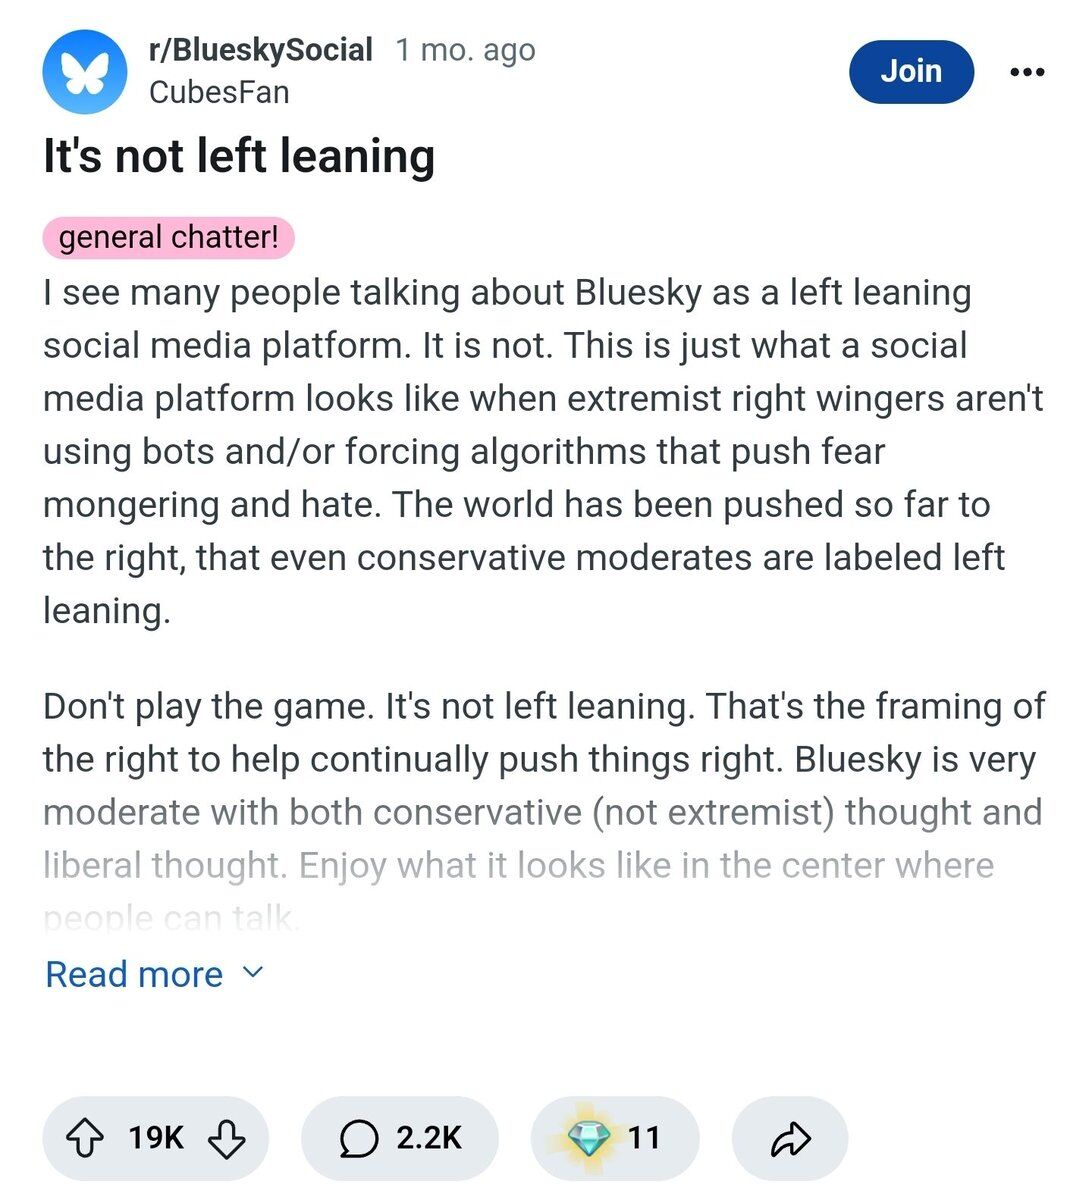 r/BlueskySocial 1 mo. ago
CubesFan
Join
It's not left leaning
general chatter!
I see many people talking about Bluesky as a left leaning
social media platform. It is not. This is just what a social
media platform looks like when extremist right wingers aren't
using bots and/or forcing algorithms that push fear
mongering and hate. The world has been pushed so far to
the right, that even conservative moderates are labeled left
leaning.
Don't play the game. It's not left leaning. That's the framing of
the right to help continually push things right. Bluesky is very
moderate with both conservative (not extremist) thought and
liberal thought. Enjoy what it looks like in the center where
people can talk.
Read more
19K
2.2K
11